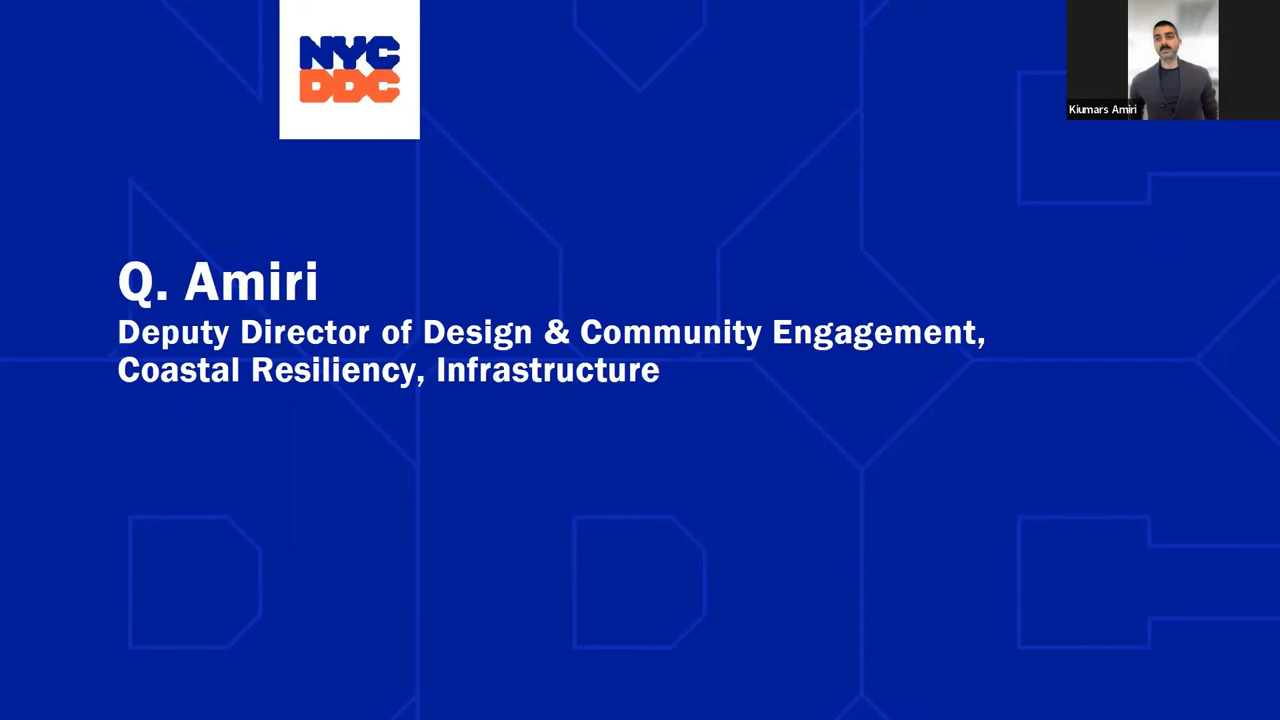 NYC
DDC
Kiumars Amiri
Q. Amiri
Deputy Director of Design & Community Engagement,
Coastal Resiliency, Infrastructure